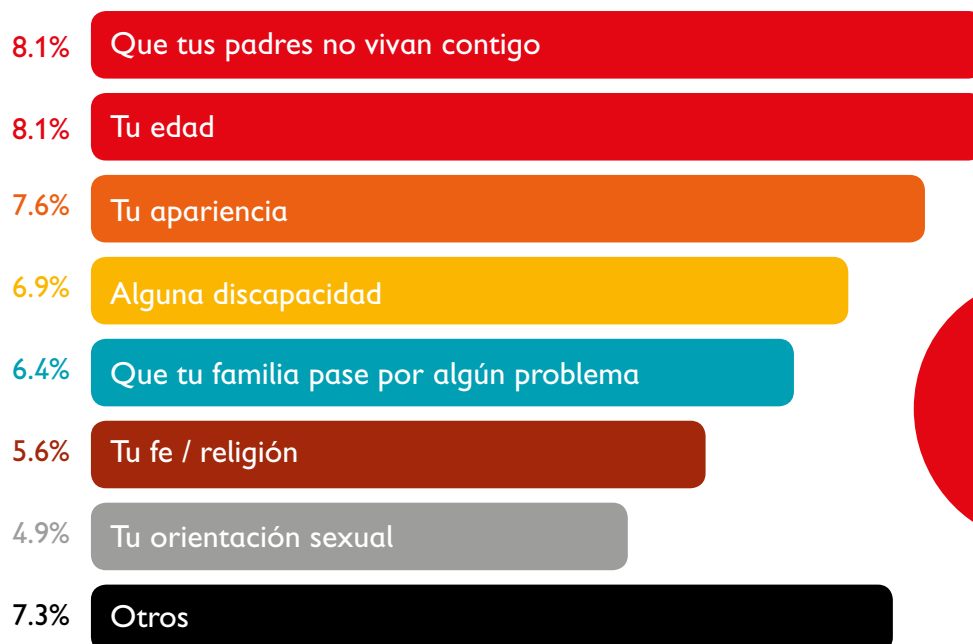 8.1% Que tus padres no vivan contigo
8.1% Tu edad
7.6% Tu apariencia
6.9% Alguna discapacidad
6.4% Que tu familia pase por algún problema
5.6% Tu fe / religión
4.9% Tu orientación sexual
7.3% Otros